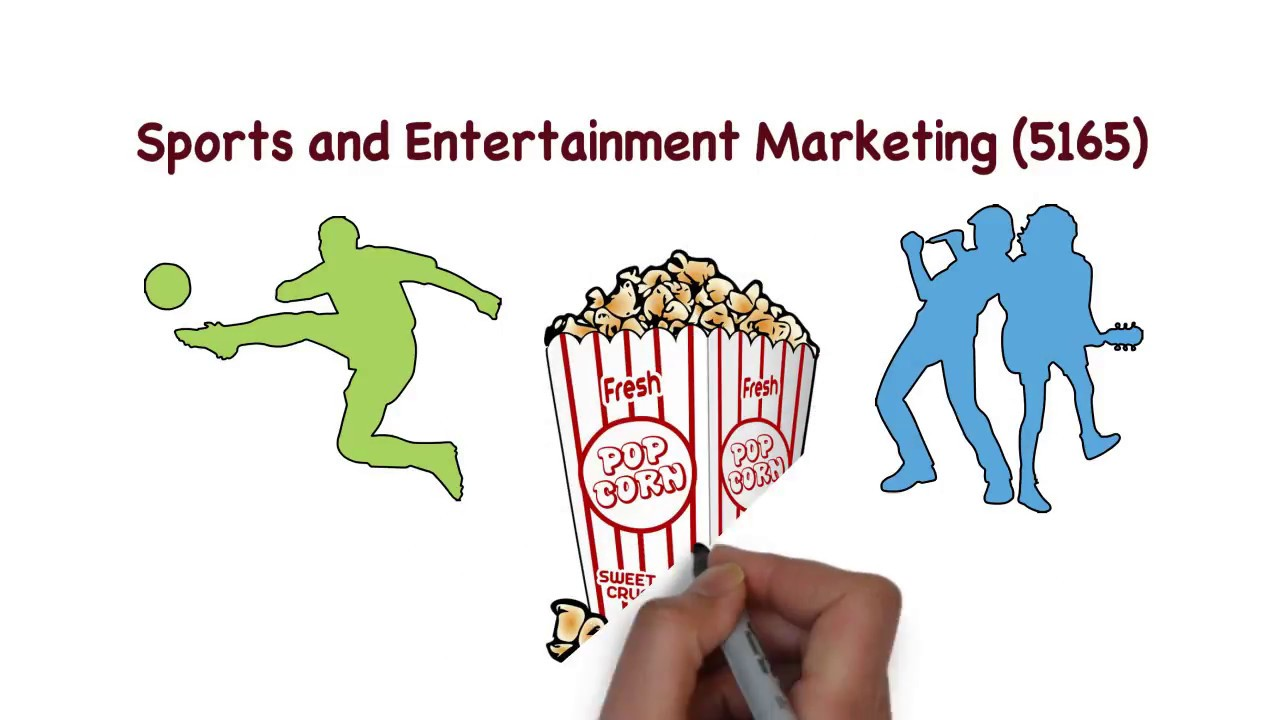 Sports and Entertainment Marketing (5165)
Fresh
POP
CORN
SWEET
Fresh
POP
CORN